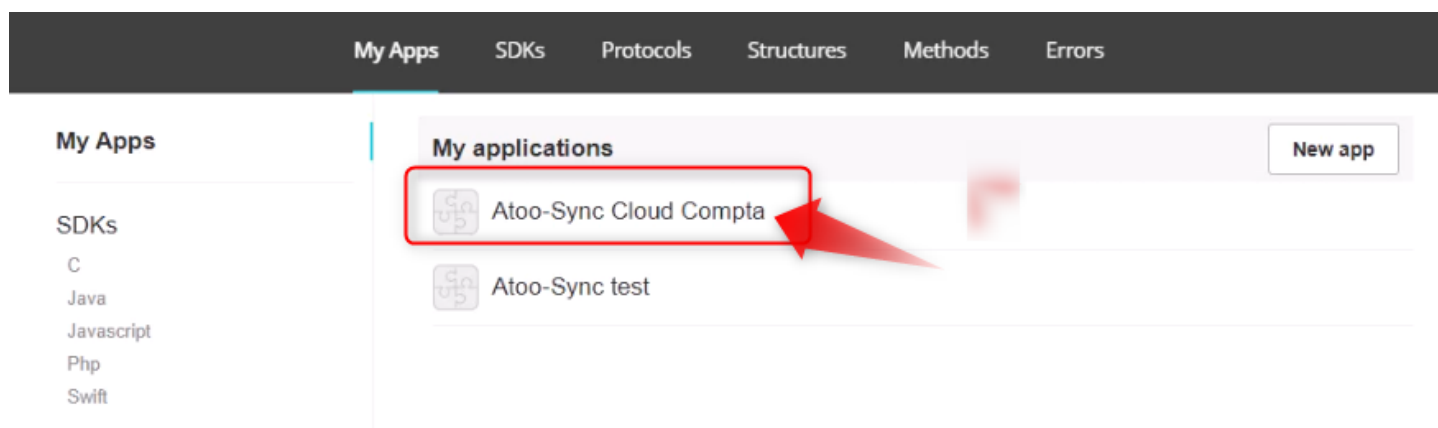 My Apps SDKs Protocols Structures Methods Errors
My Apps
SDKs
C
Java
Javascript
Php
Swift
My applications
New app
Atoo-Sync Cloud Compta
Atoo-Sync test